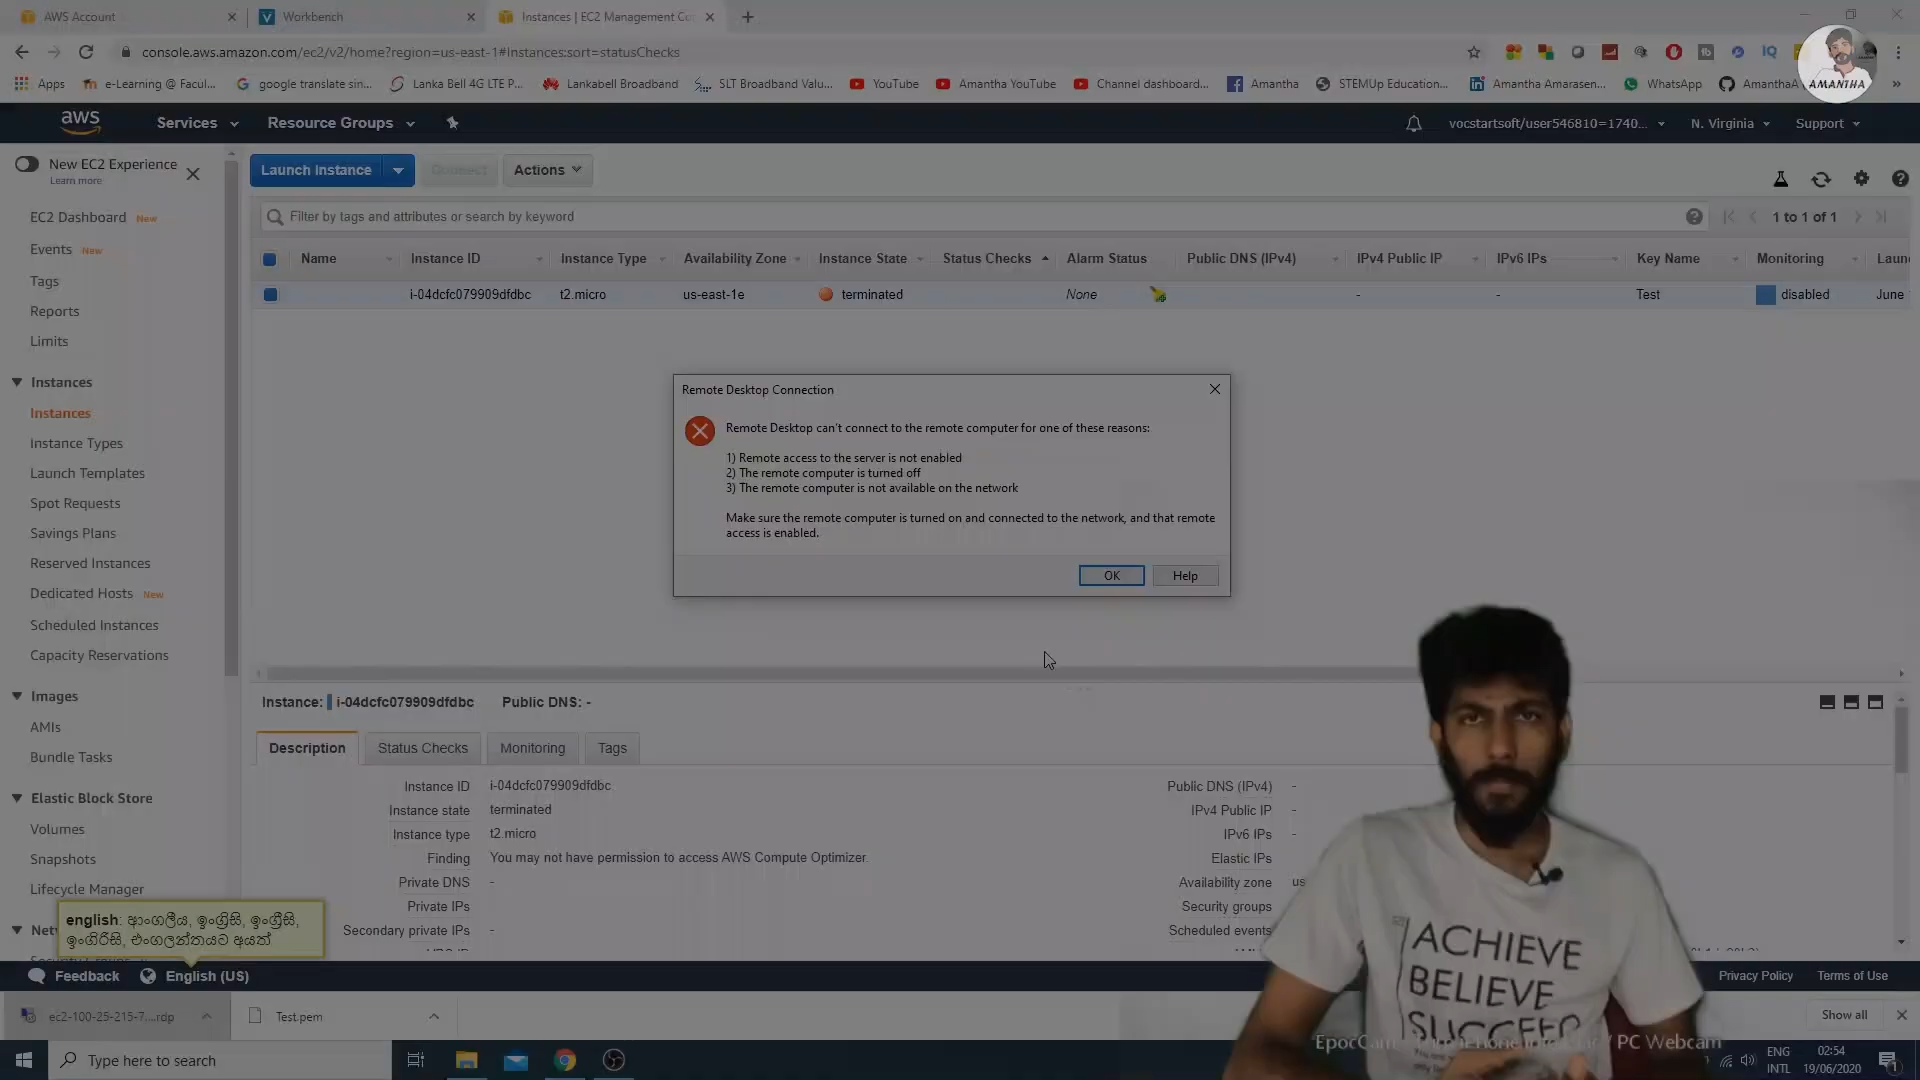 AWS Account
Workbench
Instances | EC2 Management Co
console.aws.amazon.com/ec2/v2/home?region=us-east-1#Instances:sort=statusChecks
Apps
e-Learning @ Facul...
google translate sin...
Lanka Bell 4G LTE P...
Lankabell Broadband
SLT Broadband Valu...
YouTube
Amantha YouTube
Channel dashboard...
Amantha
STEMUp Education...
Amantha Amarasen...
WhatsApp
AmanthaA
AMANTHA
aws
Services
Resource Groups
vocstartsoft/user546810=1740...
N. Virginia
Support
New EC2 Experience
Learn more
Launch Instance
Connect
Actions
EC2 Dashboard New
Filter by tags and attributes or search by keyword
1 to 1 of 1
Events New
Tags
Reports
Limits
Name
Instance ID
Instance Type
Availability Zone
Instance State
Status Checks
Alarm Status
Public DNS (IPv4)
IPv4 Public IP
IPv6 IPs
Key Name
Monitoring
Laun
i-04dcfc079909dfdbc
t2.micro
us-east-1e
terminated
None
-
-
Test
disabled
June
Instances
Instances
Instance Types
Launch Templates
Spot Requests
Savings Plans
Reserved Instances
Dedicated Hosts New
Scheduled Instances
Capacity Reservations
Images
AMIs
Bundle Tasks
Elastic Block Store
Volumes
Snapshots
Lifecycle Manager
Remote Desktop Connection
Remote Desktop can't connect to the remote computer for one of these reasons:
1) Remote access to the server is not enabled
2) The remote computer is turned off
3) The remote computer is not available on the network
Make sure the remote computer is turned on and connected to the network, and that remote
access is enabled.
OK
Help
Instance: i-04dcfc079909dfdbc Public DNS: -
Description
Status Checks
Monitoring
Tags
Instance ID i-04dcfc079909dfdbc
Instance state terminated
Instance type t2.micro
Finding You may not have permission to access AWS Compute Optimizer.
Private DNS -
Private IPs
Secondary private IPs -
Public DNS (IPv4) -
IPv4 Public IP -
IPv6 IPs -
Elastic IPs
Availability zone us
Security groups
Scheduled events
english: ආංගලීය, ඉංග්‍රිසි, ඉංග්‍රීසි,
ඉංගිරීසි, එංගලන්තයට අයත්
Feedback
English (US)
Privacy Policy
Terms of Use
ec2-100-25-215-7....rdp
Test.pem
Show all
ACHIEVE
BELIEVE
SUCCEED
PC Webcam
Type here to search
ENG
INTL
02:54
19/06/2020